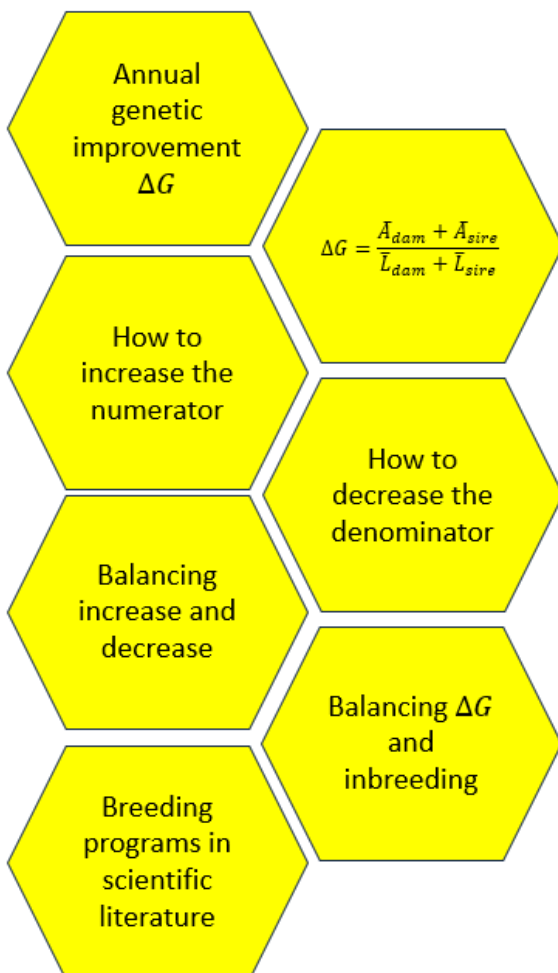 Annual
genetic
improvement
ΔG
ΔG = (Ā_dam + Ā_sire) / (L̄_dam + L̄_sire)
How to
increase the
numerator
How to
decrease the
denominator
Balancing
increase and
decrease
Balancing ΔG
and
inbreeding
Breeding
programs in
scientific
literature